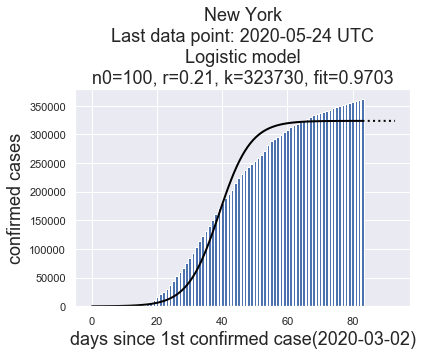 New York
Last data point: 2020-05-24 UTC
Logistic model
n0=100, r=0.21, k=323730, fit=0.9703
350000
300000
250000
200000
150000
100000
50000
0
confirmed cases
0 20 40 60 80
days since 1st confirmed case(2020-03-02)